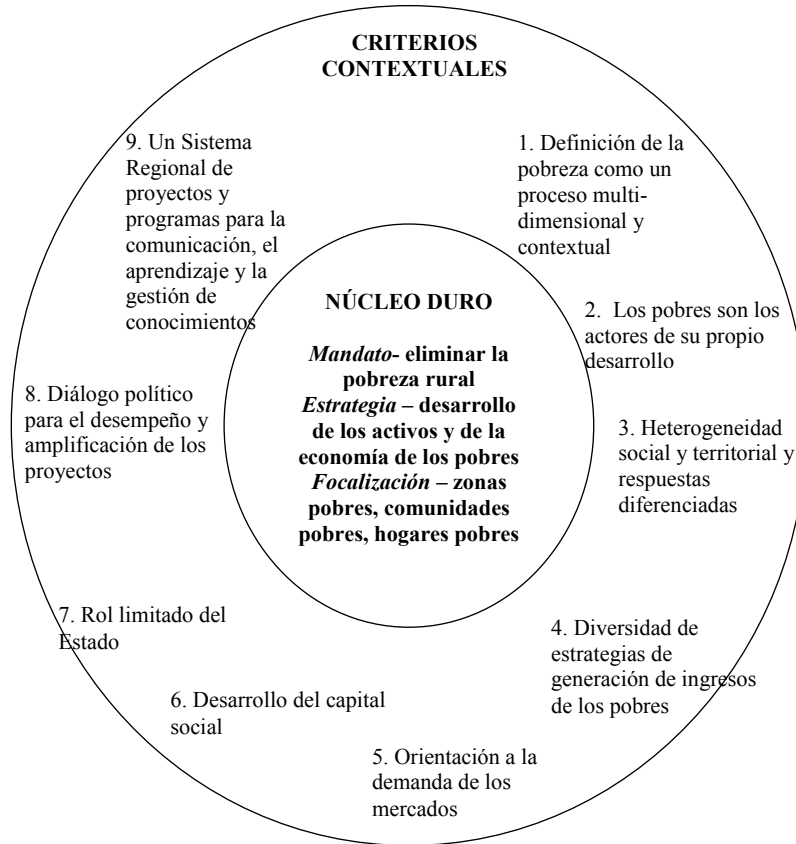 CRITERIOS
CONTEXTUALES
9. Un Sistema
Regional de
proyectos y
programas para la
comunicación, el
aprendizaje y la
gestión de
conocimientos
1. Definición de la
pobreza como un
proceso multi-
dimensional y
contextual
NÚCLEO DURO
Mandato- eliminar la
pobreza rural
Estrategia – desarrollo
de los activos y de la
economía de los pobres
Focalización – zonas
pobres, comunidades
pobres, hogares pobres
2. Los pobres son los
actores de su propio
desarrollo
8. Diálogo político
para el desempeño y
amplificación de los
proyectos
3. Heterogeneidad
social y territorial y
respuestas
diferenciadas
7. Rol limitado del
Estado
4. Diversidad de
estrategias de
generación de ingresos
de los pobres
6. Desarrollo del capital
social
5. Orientación a la
demanda de los
mercados